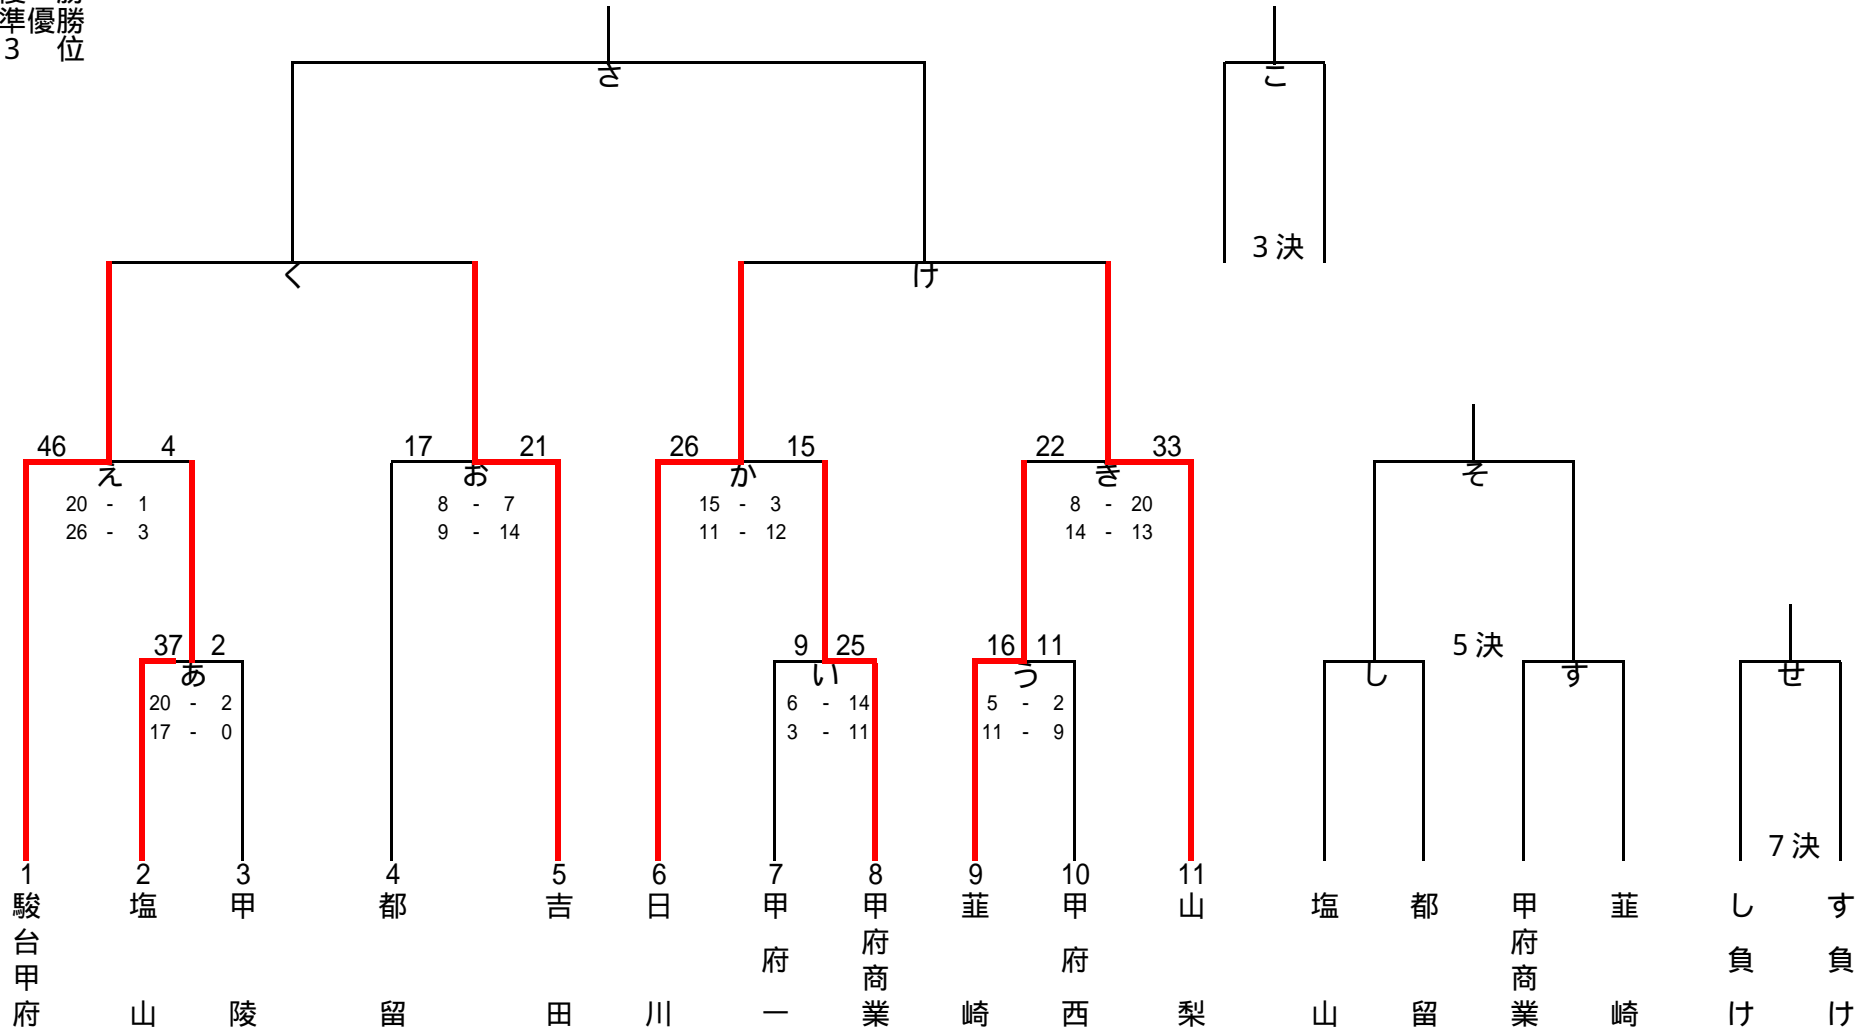 準優勝
3 位
さ
こ
3決
く
け
46 4
え
20 - 1
26 - 3
17 21
お
8 - 7
9 - 14
26 15
か
15 - 3
11 - 12
22 33
き
8 - 20
14 - 13
そ
37 2
あ
20 - 2
17 - 0
9 25
い
6 - 14
3 - 11
16 11
う
5 - 2
11 - 9
5決
し
す
せ
7決
1
駿台甲府
2
塩山
3
甲陵
4
都留
5
吉田
6
日川
7
甲府一
8
甲府商業
9
韮崎
10
甲府西
11
山梨
塩山
都留
甲府商業
韮崎
し負け
す負け